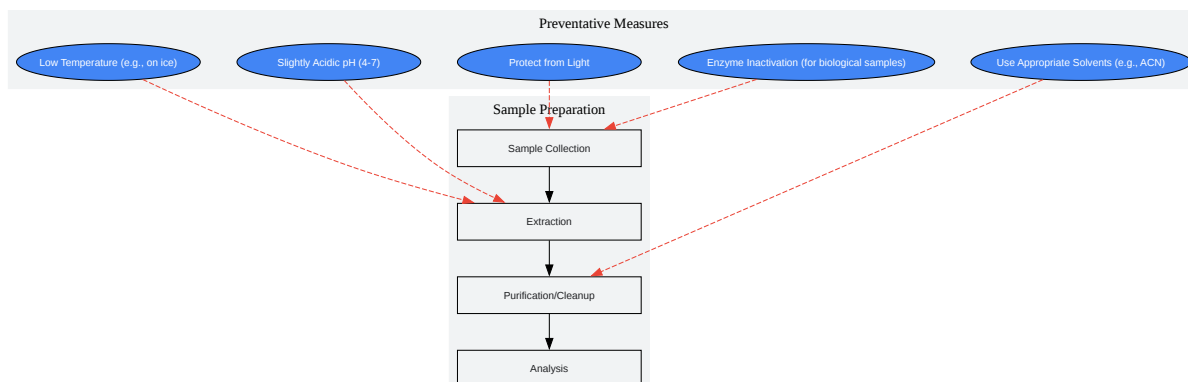 Preventative Measures
Low Temperature (e.g., on ice)
Slightly Acidic pH (4-7)
Protect from Light
Enzyme Inactivation (for biological samples)
Use Appropriate Solvents (e.g., ACN)
Sample Preparation
Sample Collection
Extraction
Purification/Cleanup
Analysis